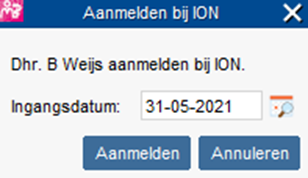 Aanmelden bij ION
Dhr. B Weijs aanmelden bij ION.
Ingangsdatum: 31-05-2021
Aanmelden Annuleren